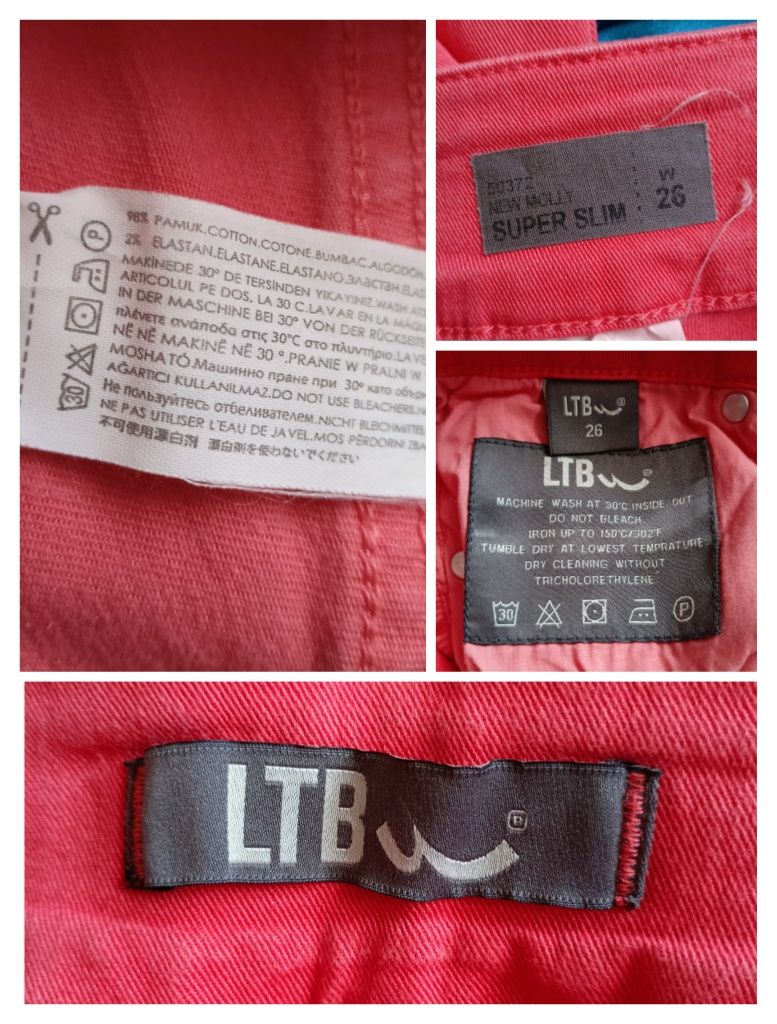 98% PAMUK.COTTON.COTONE.BUMBAC.ALGODÓN.
2% ELASTAN.ELASTANE.ELASTANO.ЭЛАСТАН.ELAS
MAKİNEDE 30° DE TERSİNDEN YIKAYINIZ.WASH AT
ARTICOLUL PE DOS, LA 30 C.LAVAR EN LA MÁQU
IN DER MASCHINE BEI 30° VON DER RÜCKSEITE
πλένετε ανάποδα στις 30°C στο πλυντήριο.LAVE
NË NË MAKINË NË 30 °.PRANIE W PRALNI W
MOSHATÓ.Машинно пране при 30° като обърн
AĞARTICI KULLANILMAZ.DO NOT USE BLEACHERS.
Не пользуйтесь отбеливателем.NICHT BLEICHMITTEL
NE PAS UTILISER L'EAU DE JAVEL.MOS PËRDORNI ZBA
不可使用漂白剂 漂白剤を使わないでください
P
30
NEW MOLLY
SUPER SLIM
W
26
LTB ®
26
LTB ®
MACHINE WASH AT 30°C INSIDE OUT
DO NOT BLEACH.
IRON UP TO 150°C/302°F
TUMBLE DRY AT LOWEST TEMPRATURE
DRY CLEANING WITHOUT
TRICHOLORETHYLENE.
30 P
LTB ®